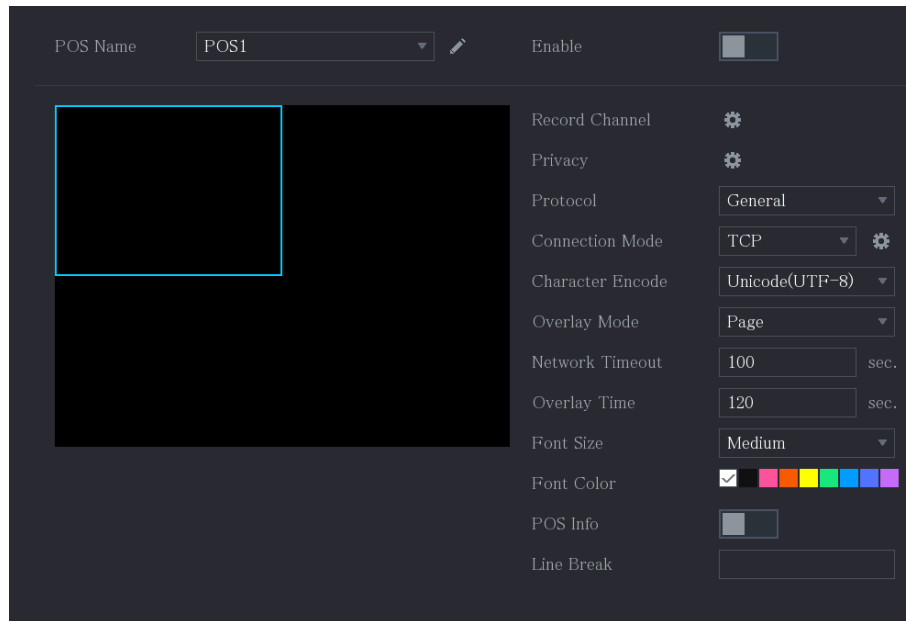 POS Name POS1 Enable
Record Channel
Privacy
Protocol General
Connection Mode TCP
Character Encode Unicode(UTF-8)
Overlay Mode Page
Network Timeout 100 sec.
Overlay Time 120 sec.
Font Size Medium
Font Color
POS Info
Line Break